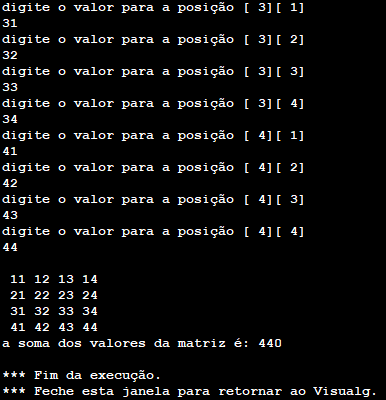 digite o valor para a posição [ 3][ 1]
31
digite o valor para a posição [ 3][ 2]
32
digite o valor para a posição [ 3][ 3]
33
digite o valor para a posição [ 3][ 4]
34
digite o valor para a posição [ 4][ 1]
41
digite o valor para a posição [ 4][ 2]
42
digite o valor para a posição [ 4][ 3]
43
digite o valor para a posição [ 4][ 4]
44
11 12 13 14
21 22 23 24
31 32 33 34
41 42 43 44
a soma dos valores da matriz é: 440
*** Fim da execução.
*** Feche esta janela para retornar ao Visualg.